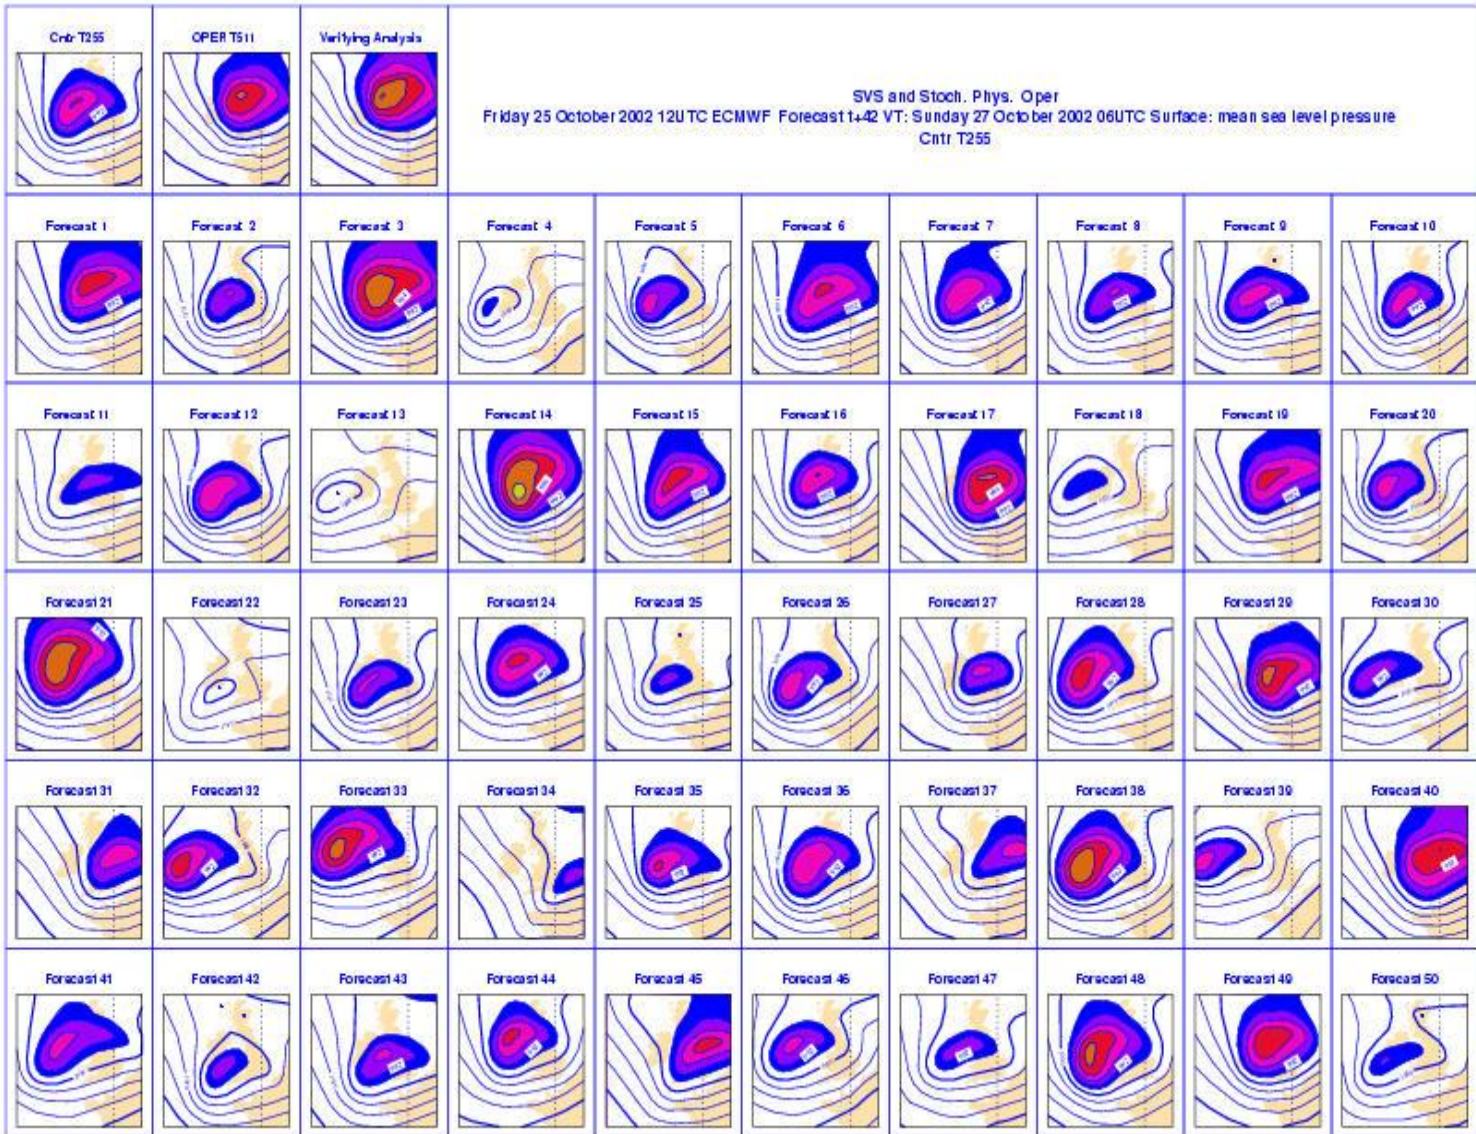 Cntr T255
OPER T511
Verifying Analysis
SVS and Stoch. Phys. Oper
Friday 25 October 2002 12UTC ECMWF Forecast t+42 VT: Sunday 27 October 2002 06UTC Surface: mean sea level pressure
Cntr T255
Forecast 1
Forecast 2
Forecast 3
Forecast 4
Forecast 5
Forecast 6
Forecast 7
Forecast 8
Forecast 9
Forecast 10
Forecast 11
Forecast 12
Forecast 13
Forecast 14
Forecast 15
Forecast 16
Forecast 17
Forecast 18
Forecast 19
Forecast 20
Forecast 21
Forecast 22
Forecast 23
Forecast 24
Forecast 25
Forecast 26
Forecast 27
Forecast 28
Forecast 29
Forecast 30
Forecast 31
Forecast 32
Forecast 33
Forecast 34
Forecast 35
Forecast 36
Forecast 37
Forecast 38
Forecast 39
Forecast 40
Forecast 41
Forecast 42
Forecast 43
Forecast 44
Forecast 45
Forecast 46
Forecast 47
Forecast 48
Forecast 49
Forecast 50